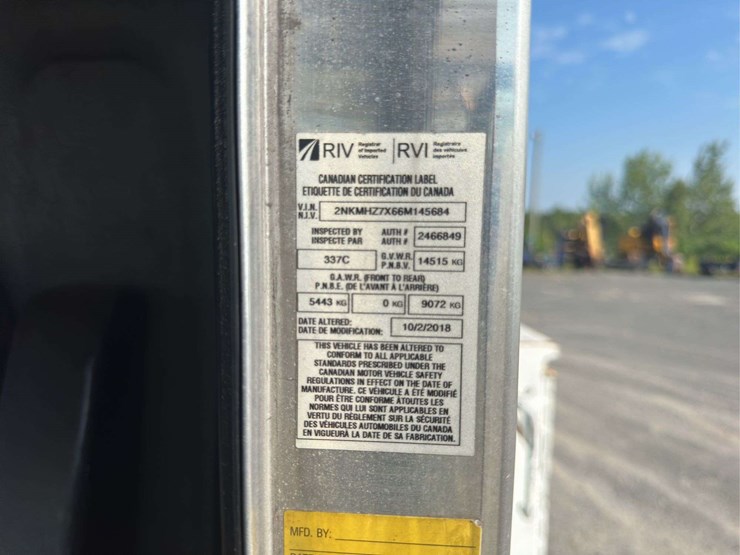 RIV Registrar of Imported Vehicles RVI Registraire des véhicules importés
CANADIAN CERTIFICATION LABEL
ETIQUETTE DE CERTIFICATION DU CANADA
V.I.N. N.I.V. 2NKMHZ7X66M145684
INSPECTED BY AUTH # 2466849
INSPECTE PAR AUTH #
337C G.V.W.R. P.N.B.V. 14515 KG
G.A.W.R. (FRONT TO REAR)
P.N.B.E. (DE L'AVANT À L'ARRIÈRE)
5443 KG 0 KG 9072 KG
DATE ALTERED: 10/2/2018
DATE DE MODIFICATION:
THIS VEHICLE HAS BEEN ALTERED TO
CONFORM TO ALL APPLICABLE
STANDARDS PRESCRIBED UNDER THE
CANADIAN MOTOR VEHICLE SAFETY
REGULATIONS IN EFFECT ON THE DATE OF
MANUFACTURE. CE VÉHICULE A ÉTÉ MODIFIÉ
POUR ÊTRE CONFORME ÀTOUTES LES
NORMES QUI LUI SONT APPLICABLES EN
VERTU DU RÈGLEMENT SUR LA SÉCURITÉ
DES VÉHICULES AUTOMOBILES DU CANADA
EN VIGUEURÀ LA DATE DE SA FABRICATION.
MFD. BY: